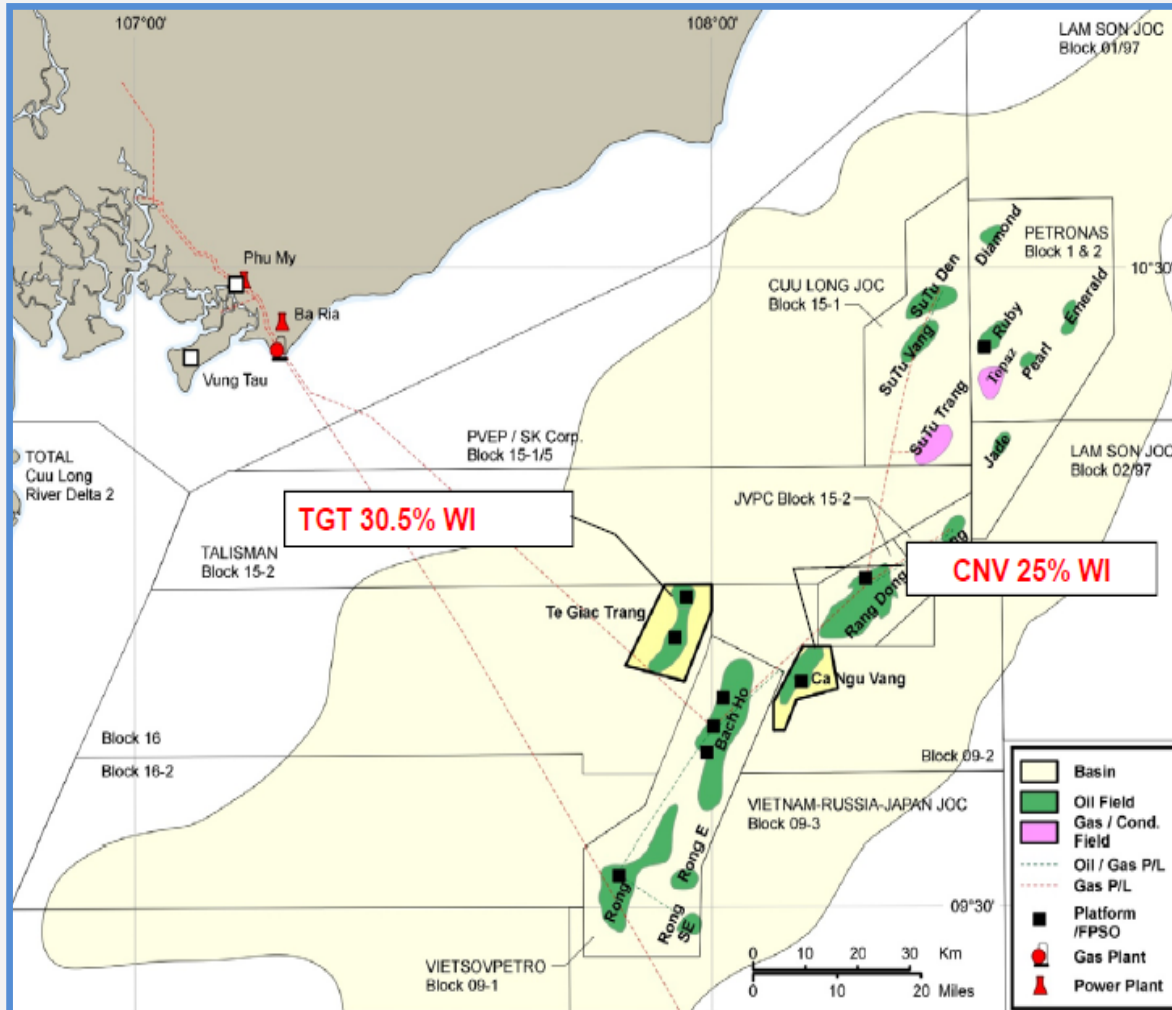 107°00'
108°00'
LAM SON JOC
Block 01/97
Phu My
Ba Ria
Vung Tau
Diamond
PETRONAS
Block 1 & 2
10°30'
CUU LONG JOC
Block 15-1
SuTu Den
SuTu Vang
Ruby
Emerald
Topaz
Pearl
SuTu Trang
Jade
PVEP / SK Corp.
Block 15-1/5
LAM SON JOC
Block 02/97
TOTAL
Cuu Long
River Delta 2
JVPC Block 15-2
TGT 30.5% WI
TALISMAN
Block 15-2
CNV 25% WI
Rang Dong
Te Giac Trang
Ca Ngu Vang
Bach Ho
Block 16
Block 16-2
Block 09-2
VIETNAM-RUSSIA-JAPAN JOC
Block 09-3
Rong E
Rong
Rong
SE
09°30'
VIETSOVPETRO
Block 09-1
0 10 20 30 Km
0 10 20 Miles
Basin
Oil Field
Gas / Cond.
Field
Oil / Gas P/L
Gas P/L
Platform
/FPSO
Gas Plant
Power Plant